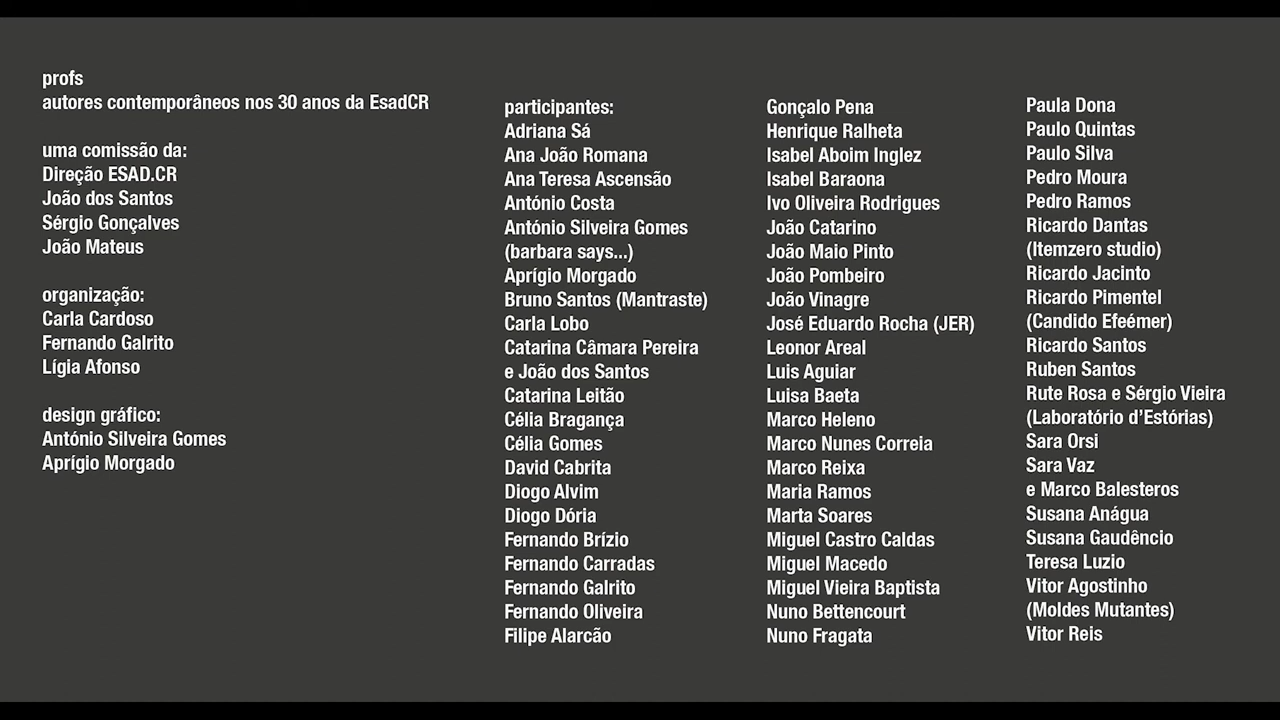 profs
autores contemporâneos nos 30 anos da EsadCR
uma comissão da:
Direção ESAD.CR
João dos Santos
Sérgio Gonçalves
João Mateus
organização:
Carla Cardoso
Fernando Galrito
Lígia Afonso
design gráfico:
António Silveira Gomes
Aprígio Morgado
participantes:
Adriana Sá
Ana João Romana
Ana Teresa Ascensão
António Costa
António Silveira Gomes
(barbara says...)
Aprígio Morgado
Bruno Santos (Mantraste)
Carla Lobo
Catarina Câmara Pereira
e João dos Santos
Catarina Leitão
Célia Bragança
Célia Gomes
David Cabrita
Diogo Alvim
Diogo Dória
Fernando Brízio
Fernando Carradas
Fernando Galrito
Fernando Oliveira
Filipe Alarcão
Gonçalo Pena
Henrique Ralheta
Isabel Aboim Inglez
Isabel Baraona
Ivo Oliveira Rodrigues
João Catarino
João Maio Pinto
João Pombeiro
João Vinagre
José Eduardo Rocha (JER)
Leonor Areal
Luis Aguiar
Luisa Baeta
Marco Heleno
Marco Nunes Correia
Marco Reixa
Maria Ramos
Marta Soares
Miguel Castro Caldas
Miguel Macedo
Miguel Vieira Baptista
Nuno Bettencourt
Nuno Fragata
Paula Dona
Paulo Quintas
Paulo Silva
Pedro Moura
Pedro Ramos
Ricardo Dantas
(Itemzero studio)
Ricardo Jacinto
Ricardo Pimentel
(Candido Efeémer)
Ricardo Santos
Ruben Santos
Rute Rosa e Sérgio Vieira
(Laboratório d’Estórias)
Sara Orsi
Sara Vaz
e Marco Balesteros
Susana Anágua
Susana Gaudêncio
Teresa Luzio
Vitor Agostinho
(Moldes Mutantes)
Vitor Reis